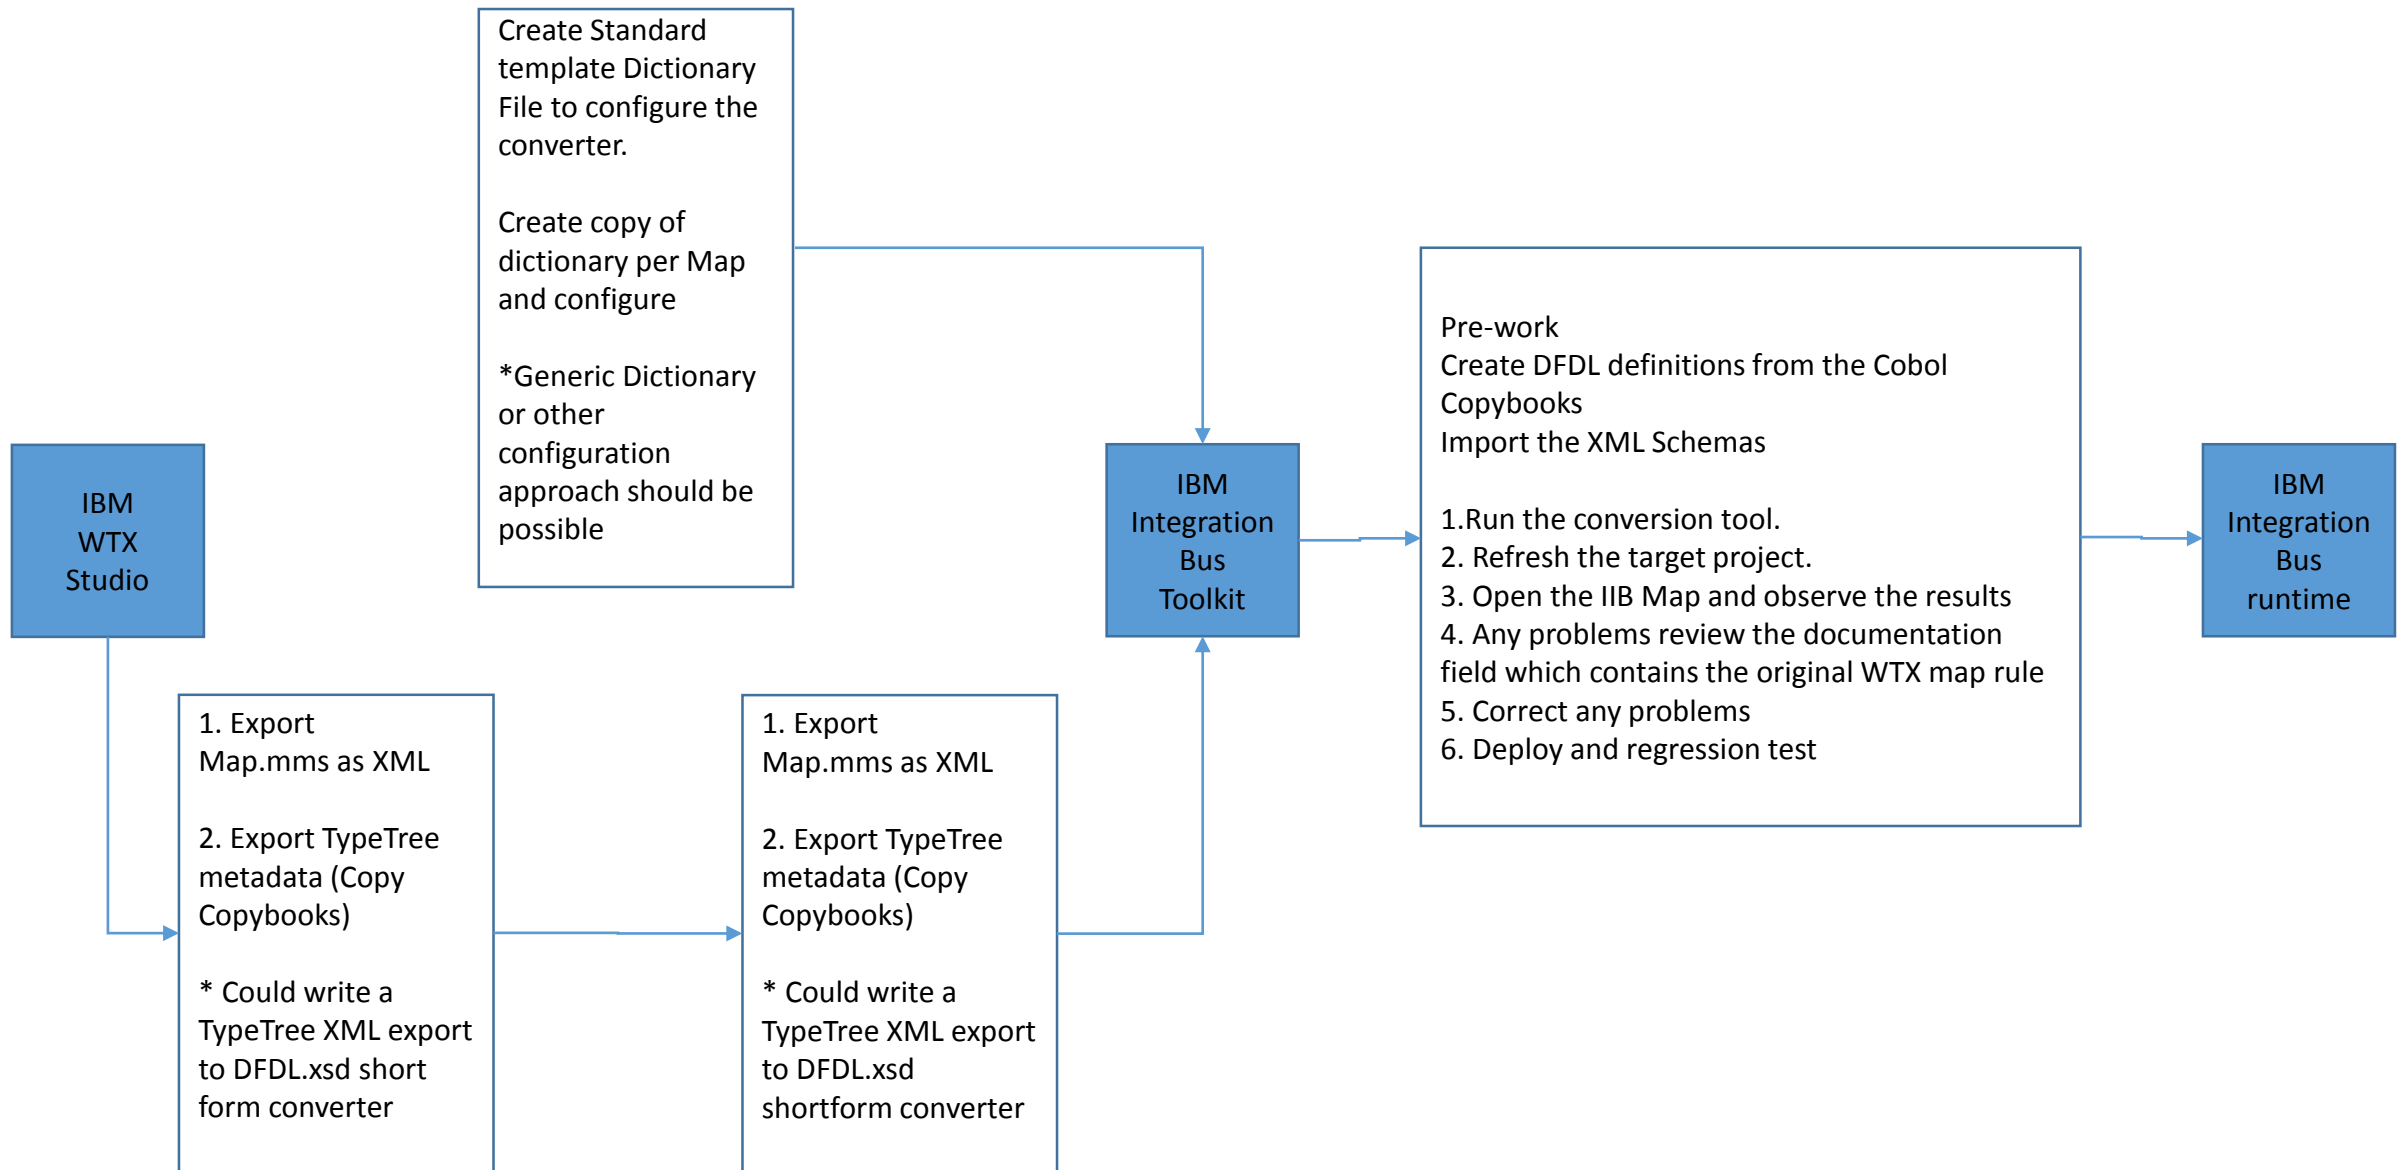 Create Standard
template Dictionary
File to configure the
converter.
Create copy of
dictionary per Map
and configure
*Generic Dictionary
or other
configuration
approach should be
possible
IBM
WTX
Studio
1. Export
Map.mms as XML
2. Export TypeTree
metadata (Copy
Copybooks)
* Could write a
TypeTree XML export
to DFDL.xsd short
form converter
1. Export
Map.mms as XML
2. Export TypeTree
metadata (Copy
Copybooks)
* Could write a
TypeTree XML export
to DFDL.xsd
shortform converter
IBM
Integration
Bus
Toolkit
Pre-work
Create DFDL definitions from the Cobol
Copybooks
Import the XML Schemas
1.Run the conversion tool.
2. Refresh the target project.
3. Open the IIB Map and observe the results
4. Any problems review the documentation
field which contains the original WTX map rule
5. Correct any problems
6. Deploy and regression test
IBM
Integration
Bus
runtime